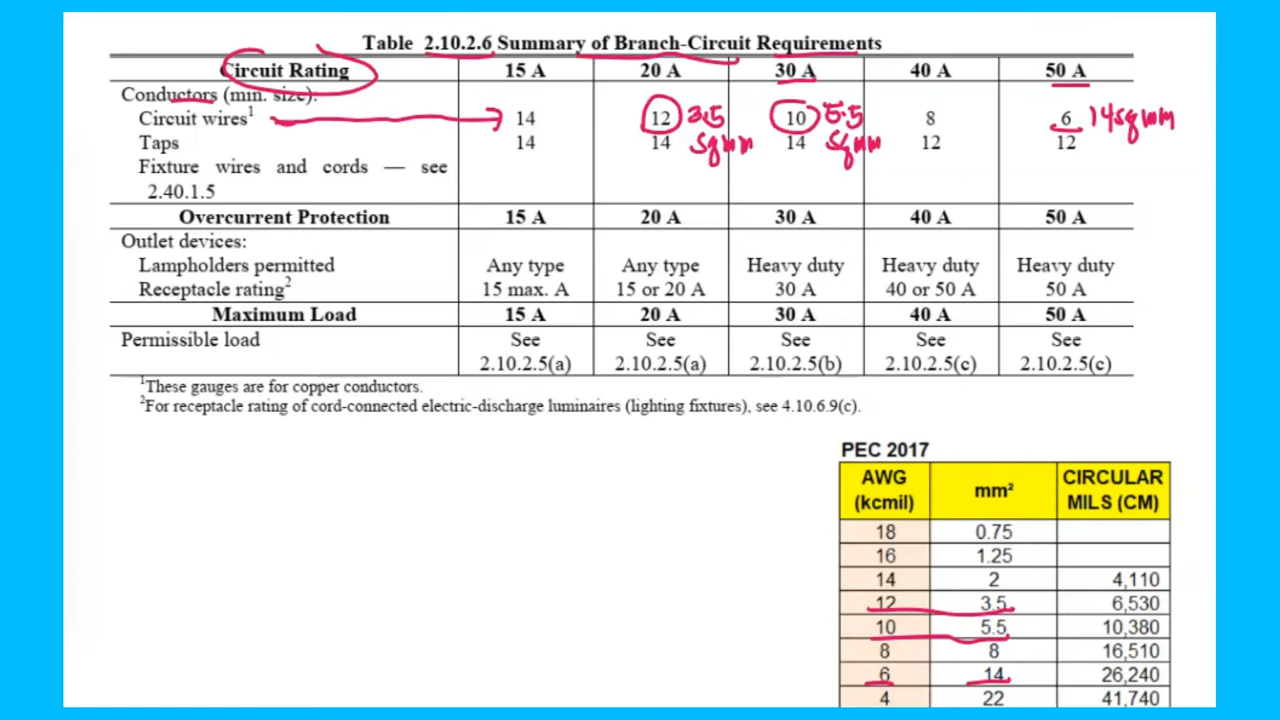 Table 2.10.2.6 Summary of Branch-Circuit Requirements
Circuit Rating 15 A 20 A 30 A 40 A 50 A
Conductors (min. size):
Circuit wires1 14 12 3.5 10 5.5 8 6 14sqmm
Taps 14 14 sqmm 14 sqmm 12 12
Fixture wires and cords — see
2.40.1.5
Overcurrent Protection 15 A 20 A 30 A 40 A 50 A
Outlet devices:
Lampholders permitted Any type Any type Heavy duty Heavy duty Heavy duty
Receptacle rating2 15 max. A 15 or 20 A 30 A 40 or 50 A 50 A
Maximum Load 15 A 20 A 30 A 40 A 50 A
Permissible load See See See See See
2.10.2.5(a) 2.10.2.5(a) 2.10.2.5(b) 2.10.2.5(c) 2.10.2.5(c)
1These gauges are for copper conductors.
2For receptacle rating of cord-connected electric-discharge luminaires (lighting fixtures), see 4.10.6.9(c).
PEC 2017
AWG (kcmil) mm² CIRCULAR MILS (CM)
18 0.75
16 1.25
14 2 4,110
12 3.5 6,530
10 5.5 10,380
8 8 16,510
6 14 26,240
4 22 41,740